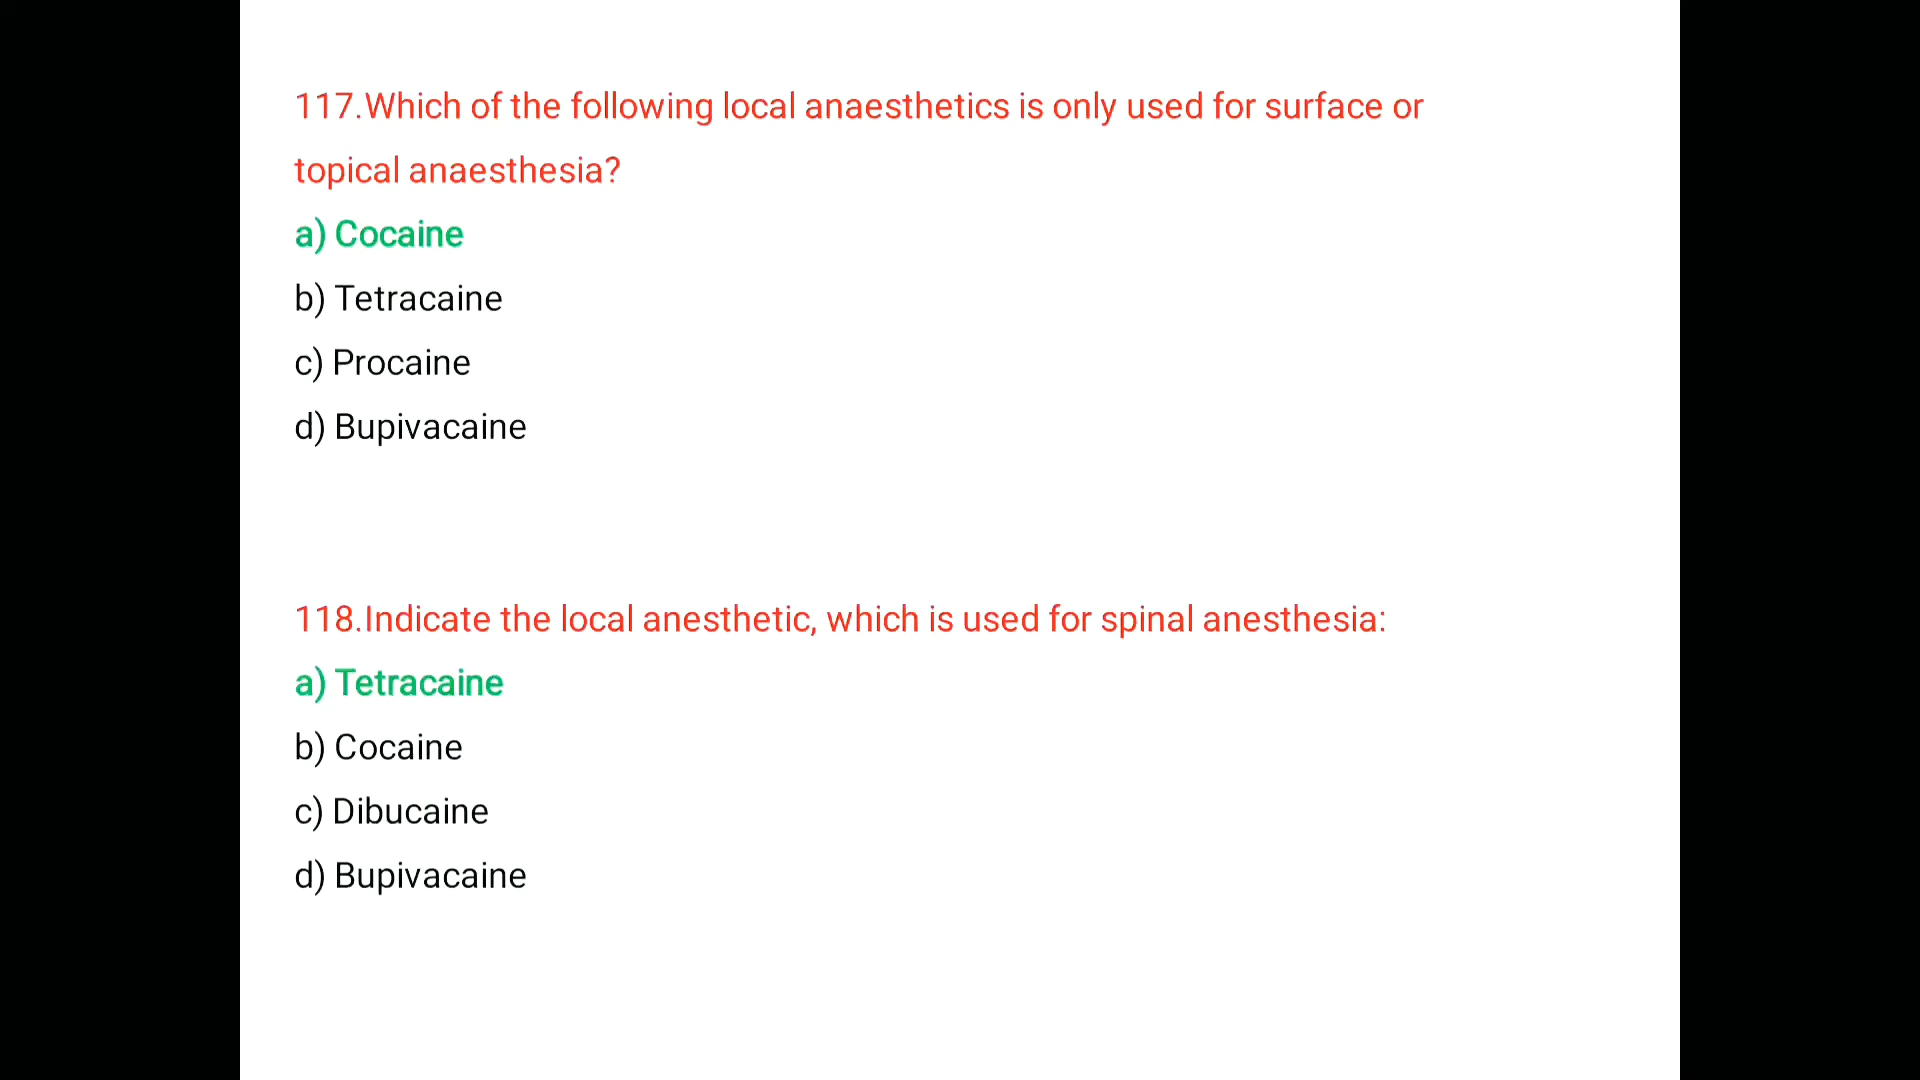 117.Which of the following local anaesthetics is only used for surface or
topical anaesthesia?
a) Cocaine
b) Tetracaine
c) Procaine
d) Bupivacaine
118.Indicate the local anesthetic, which is used for spinal anesthesia:
a) Tetracaine
b) Cocaine
c) Dibucaine
d) Bupivacaine